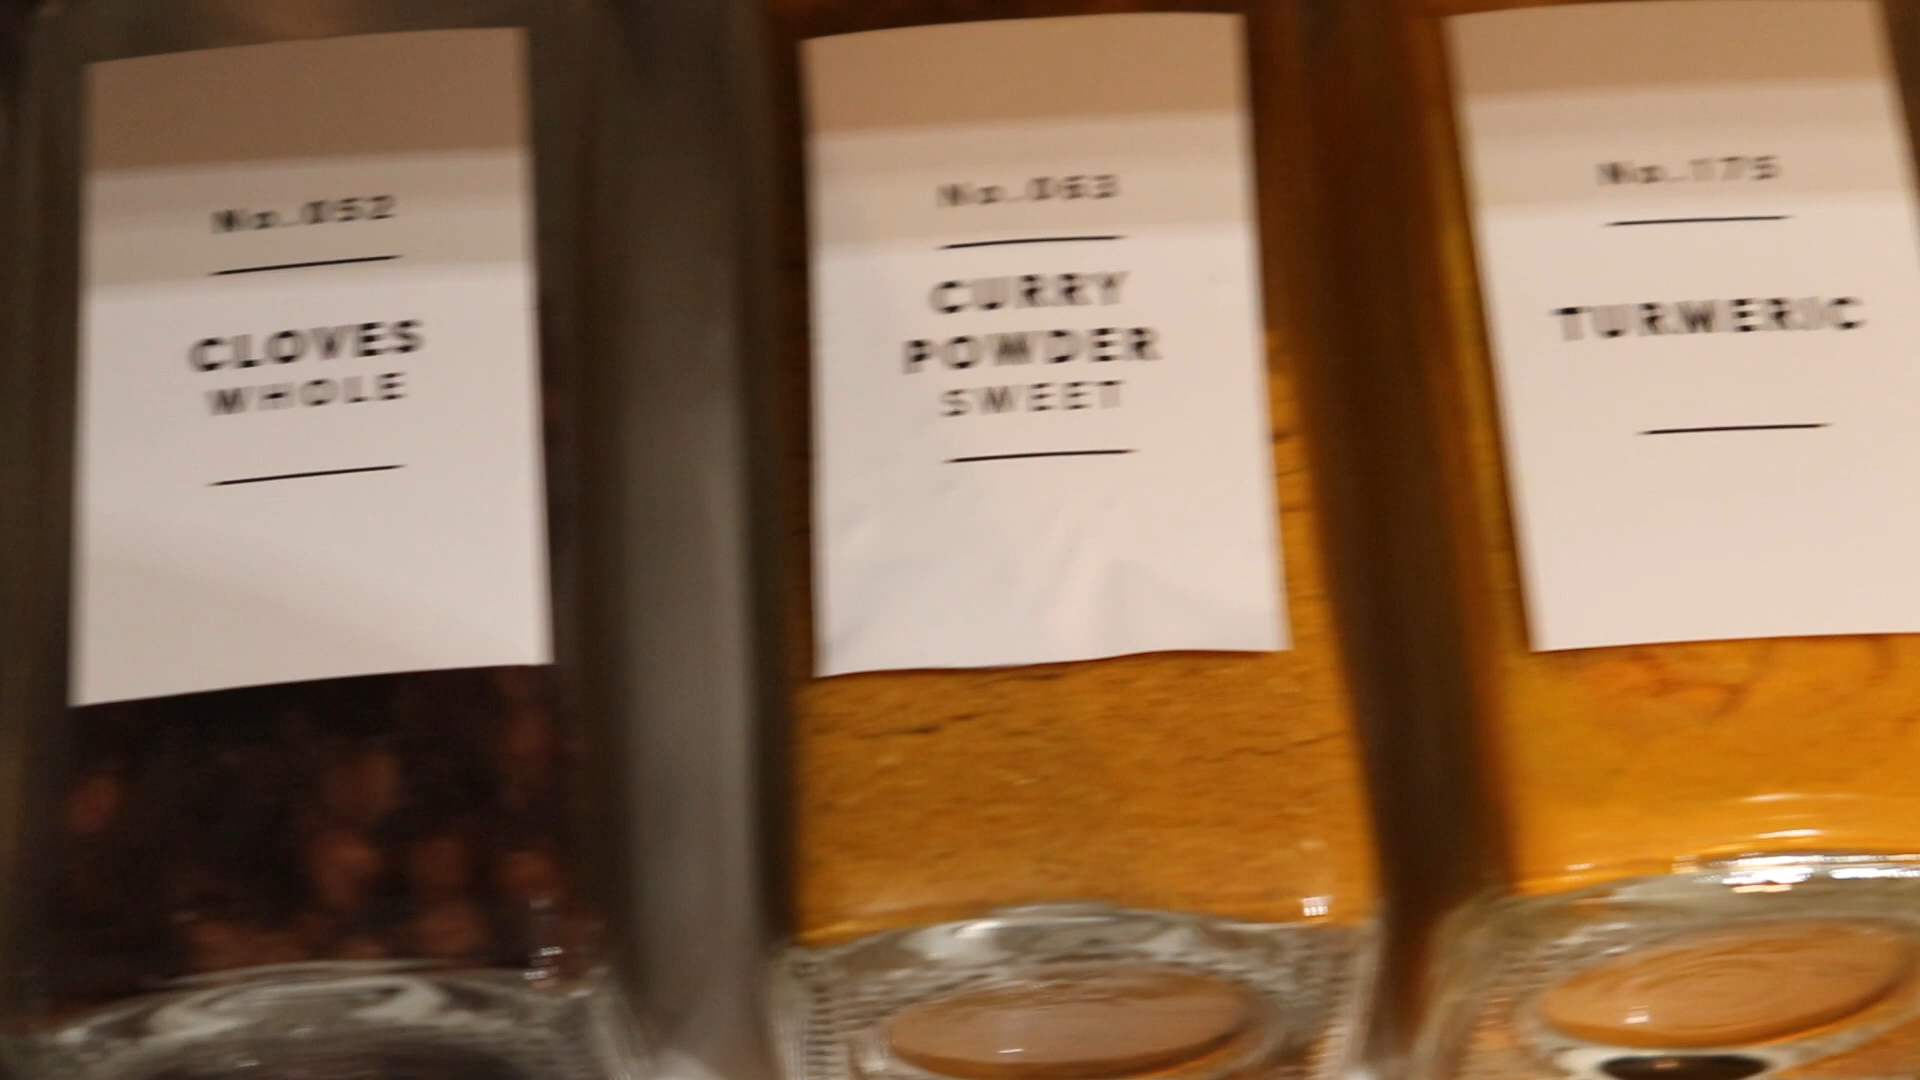 No.052
CLOVES
WHOLE
No.063
CURRY
POWDER
SWEET
No.175
TURMERIC